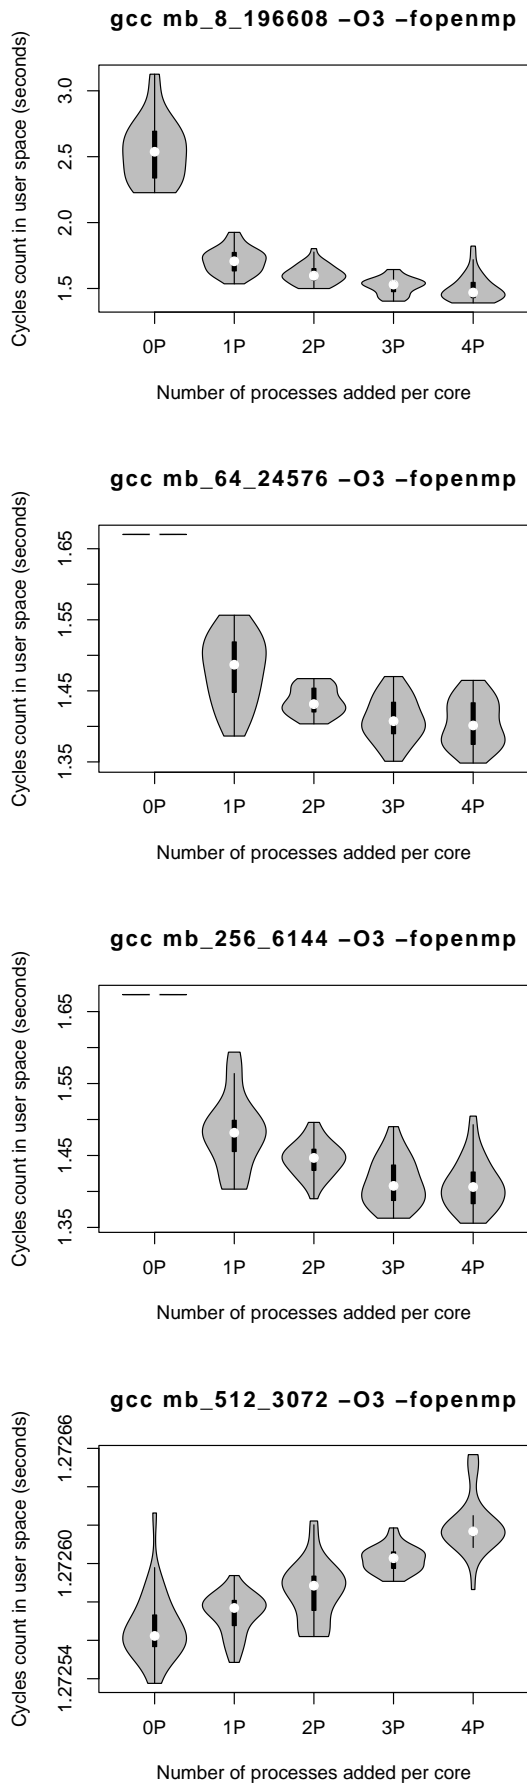 gcc mb_8_196608 −O3 −fopenmp
Cycles count in user space (seconds)
3.0
2.5
2.0
1.5
0P 1P 2P 3P 4P
Number of processes added per core
gcc mb_64_24576 −O3 −fopenmp
Cycles count in user space (seconds)
1.65
1.55
1.45
1.35
0P 1P 2P 3P 4P
Number of processes added per core
gcc mb_256_6144 −O3 −fopenmp
Cycles count in user space (seconds)
1.65
1.55
1.45
1.35
0P 1P 2P 3P 4P
Number of processes added per core
gcc mb_512_3072 −O3 −fopenmp
Cycles count in user space (seconds)
1.27266
1.27260
1.27254
0P 1P 2P 3P 4P
Number of processes added per core